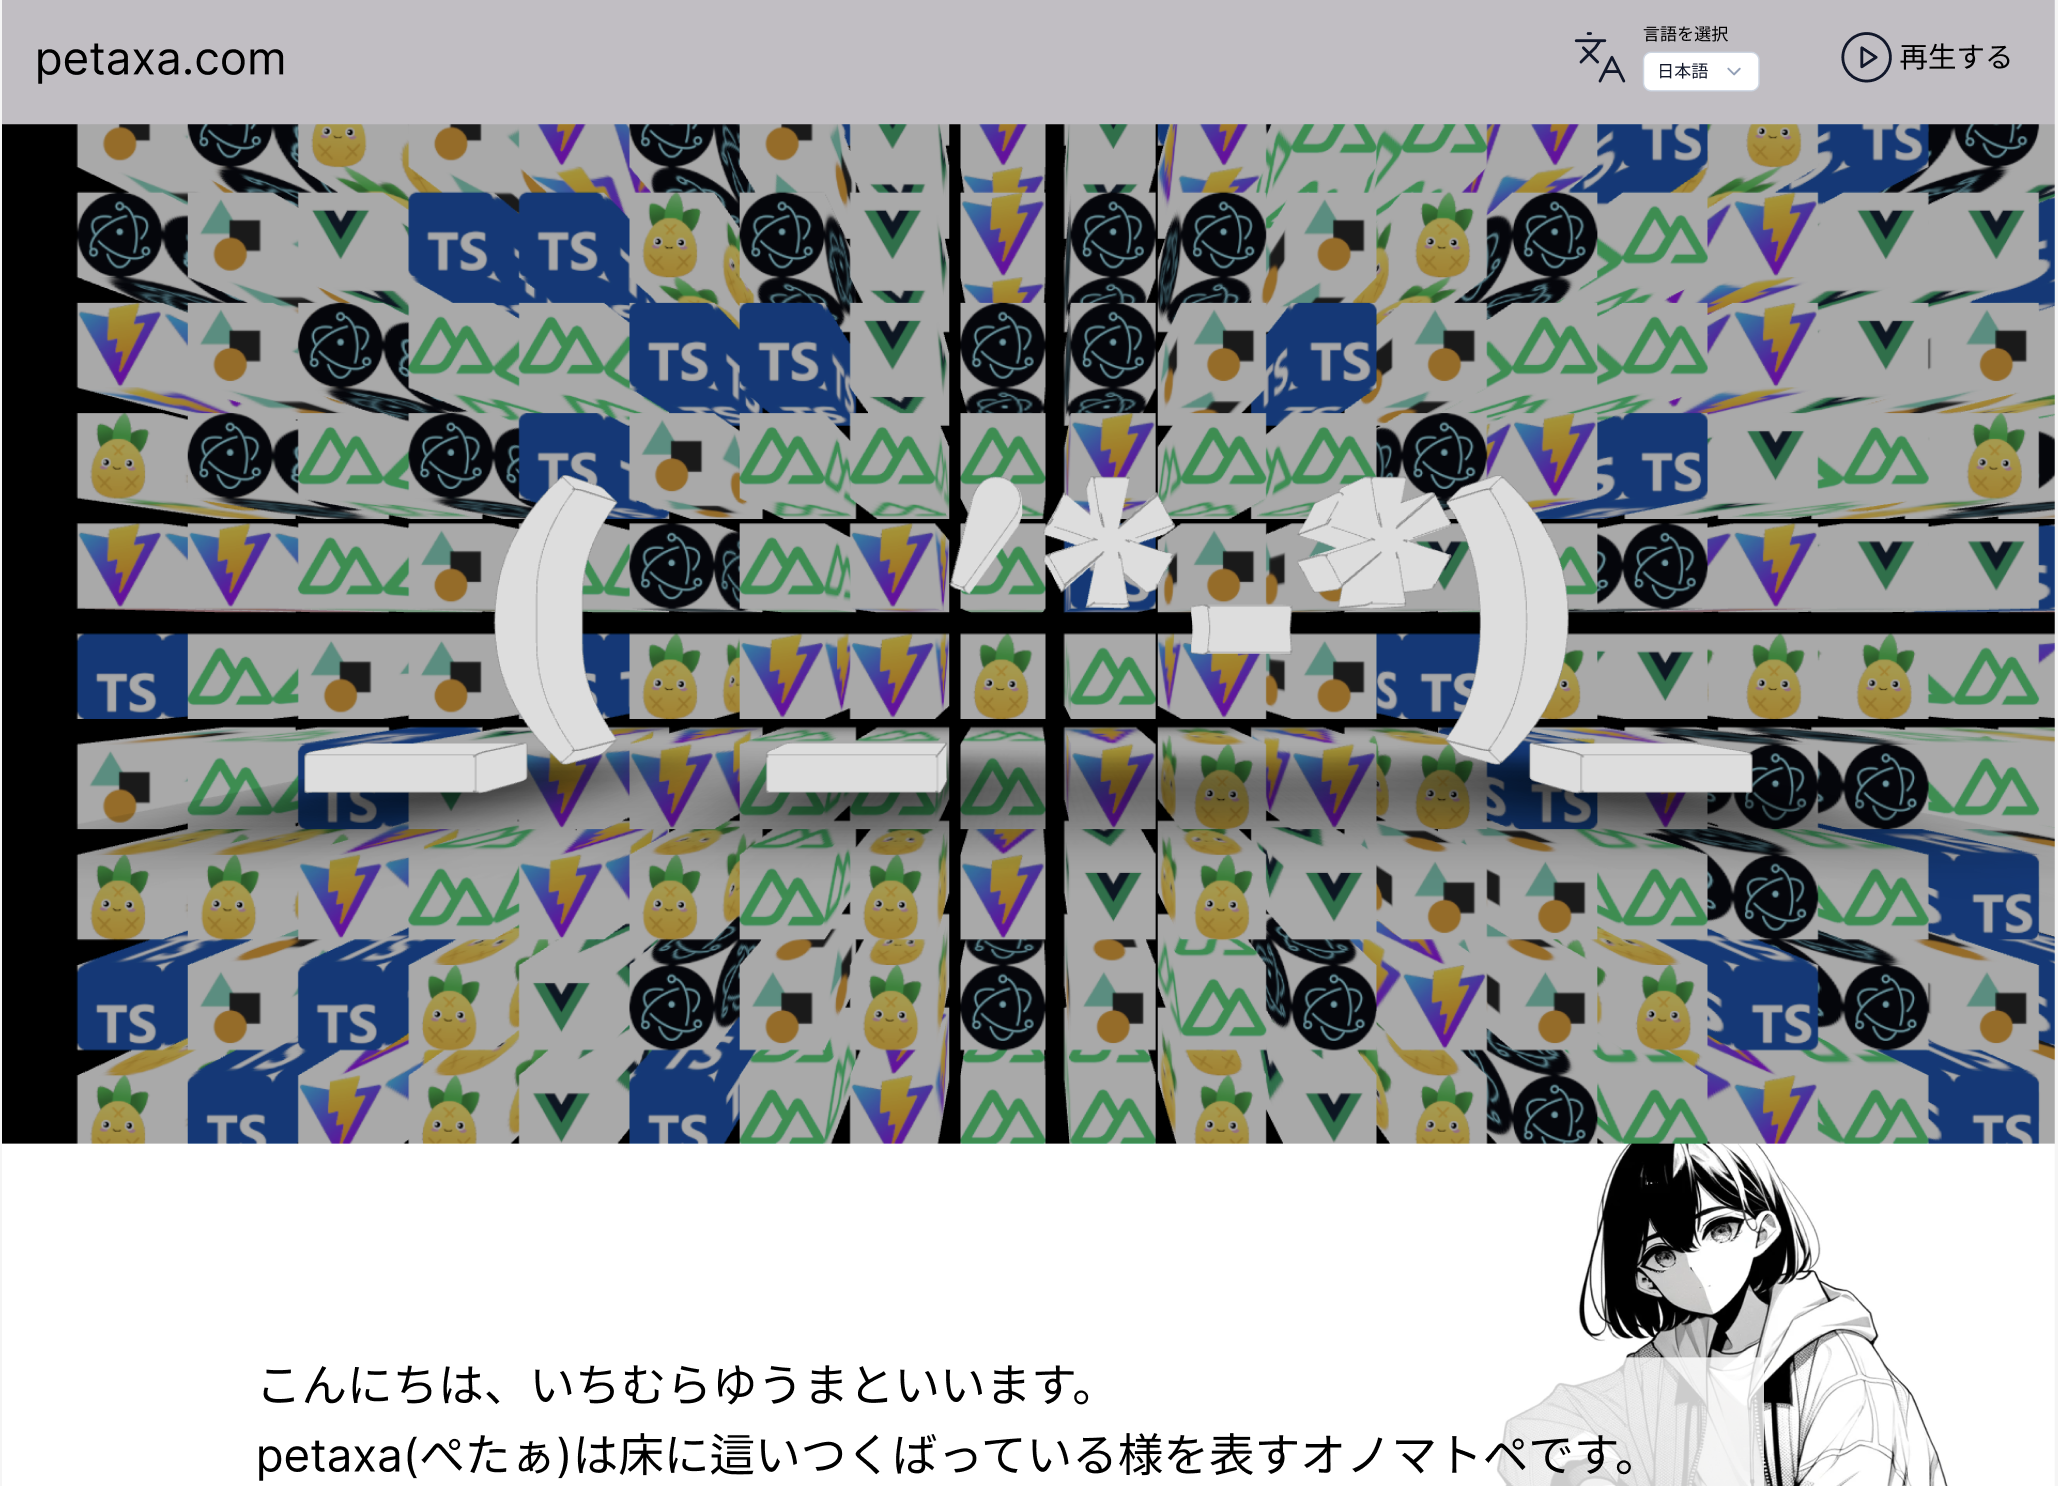 petaxa.com
言語を選択
日本語
再生する
TS TS
TS TS TS
TS TS
TS TS
TS TS
TS TS
TS TS TS
TS TS TS
_(´*-*)_
こんにちは、いちむらゆうまといいます。
petaxa(ぺたぁ)は床に這いつくばっている様を表すオノマトペです。